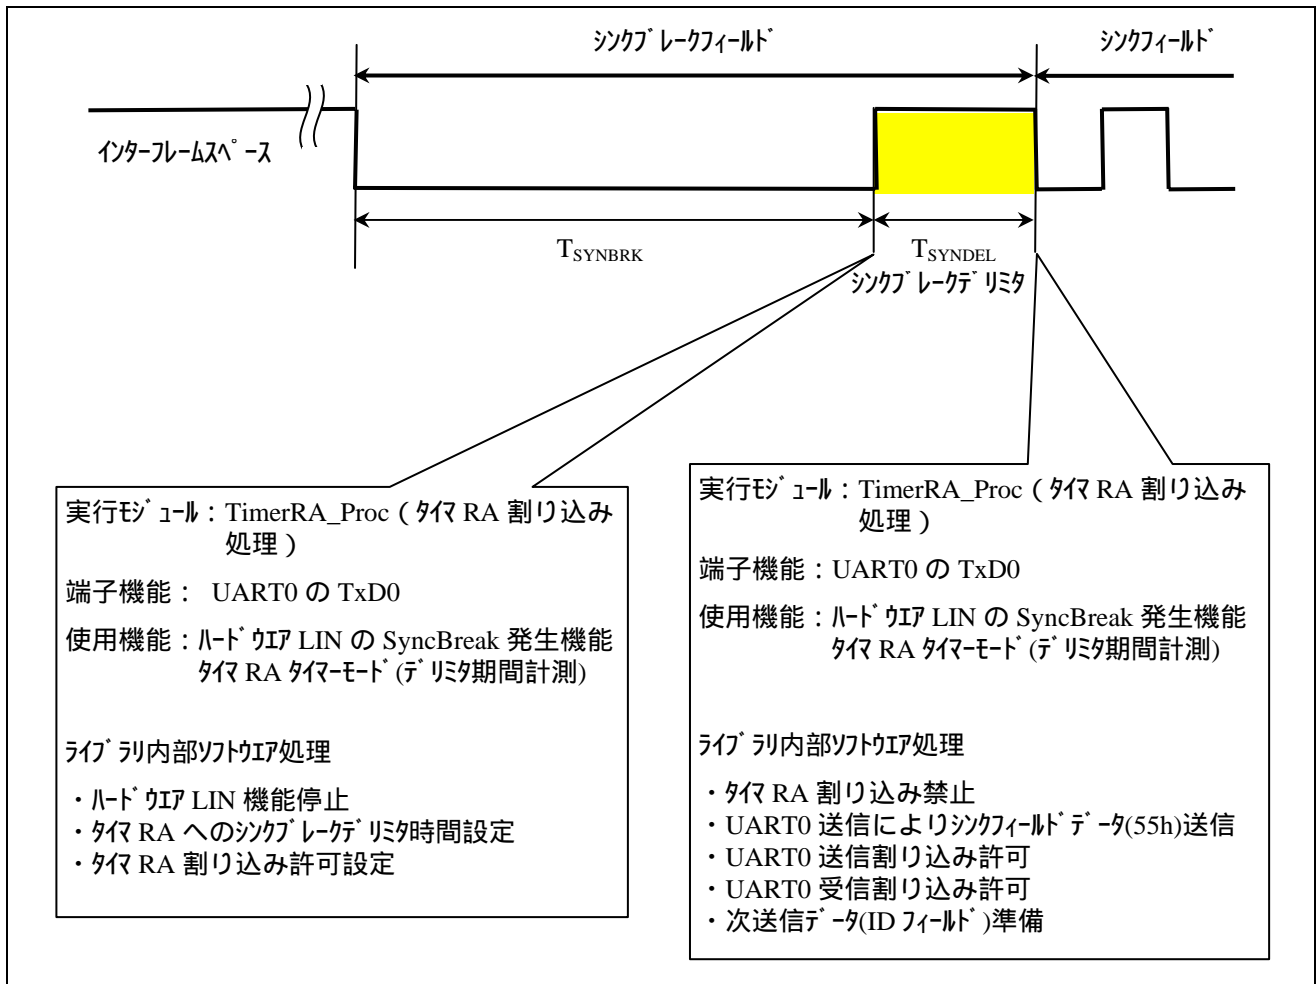 ｼﾝｸﾌﾞﾚｰｸﾌｨｰﾙﾄﾞ
ｼﾝｸﾌｨｰﾙﾄﾞ
ｲﾝﾀｰﾌﾚｰﾑｽﾍﾟｰｽ
TSYNBRK
TSYNDEL
ｼﾝｸﾌﾞﾚｰｸﾃﾞﾘﾐﾀ
実行ﾓｼﾞｭｰﾙ：TimerRA_Proc（ﾀｲﾏ RA 割り込み
処理）
端子機能： UART0 の TxD0
使用機能：ﾊｰﾄﾞｳｴｱ LIN の SyncBreak 発生機能
ﾀｲﾏ RA ﾀｲﾏｰﾓｰﾄﾞ(ﾃﾞﾘﾐﾀ期間計測)
ﾗｲﾌﾞﾗﾘ内部ｿﾌﾄｳｴｱ処理
・ﾊｰﾄﾞｳｴｱ LIN 機能停止
・ﾀｲﾏ RA へのｼﾝｸﾌﾞﾚｰｸﾃﾞﾘﾐﾀ時間設定
・ﾀｲﾏ RA 割り込み許可設定
実行ﾓｼﾞｭｰﾙ：TimerRA_Proc（ﾀｲﾏ RA 割り込み
処理）
端子機能：UART0 の TxD0
使用機能：ﾊｰﾄﾞｳｴｱ LIN の SyncBreak 発生機能
ﾀｲﾏ RA ﾀｲﾏｰﾓｰﾄﾞ(ﾃﾞﾘﾐﾀ期間計測)
ﾗｲﾌﾞﾗﾘ内部ｿﾌﾄｳｴｱ処理
・ﾀｲﾏ RA 割り込み禁止
・UART0 送信によりｼﾝｸﾌｨｰﾙﾄﾞﾃﾞｰﾀ(55h)送信
・UART0 送信割り込み許可
・UART0 受信割り込み許可
・次送信ﾃﾞｰﾀ(ID ﾌｨｰﾙﾄﾞ)準備